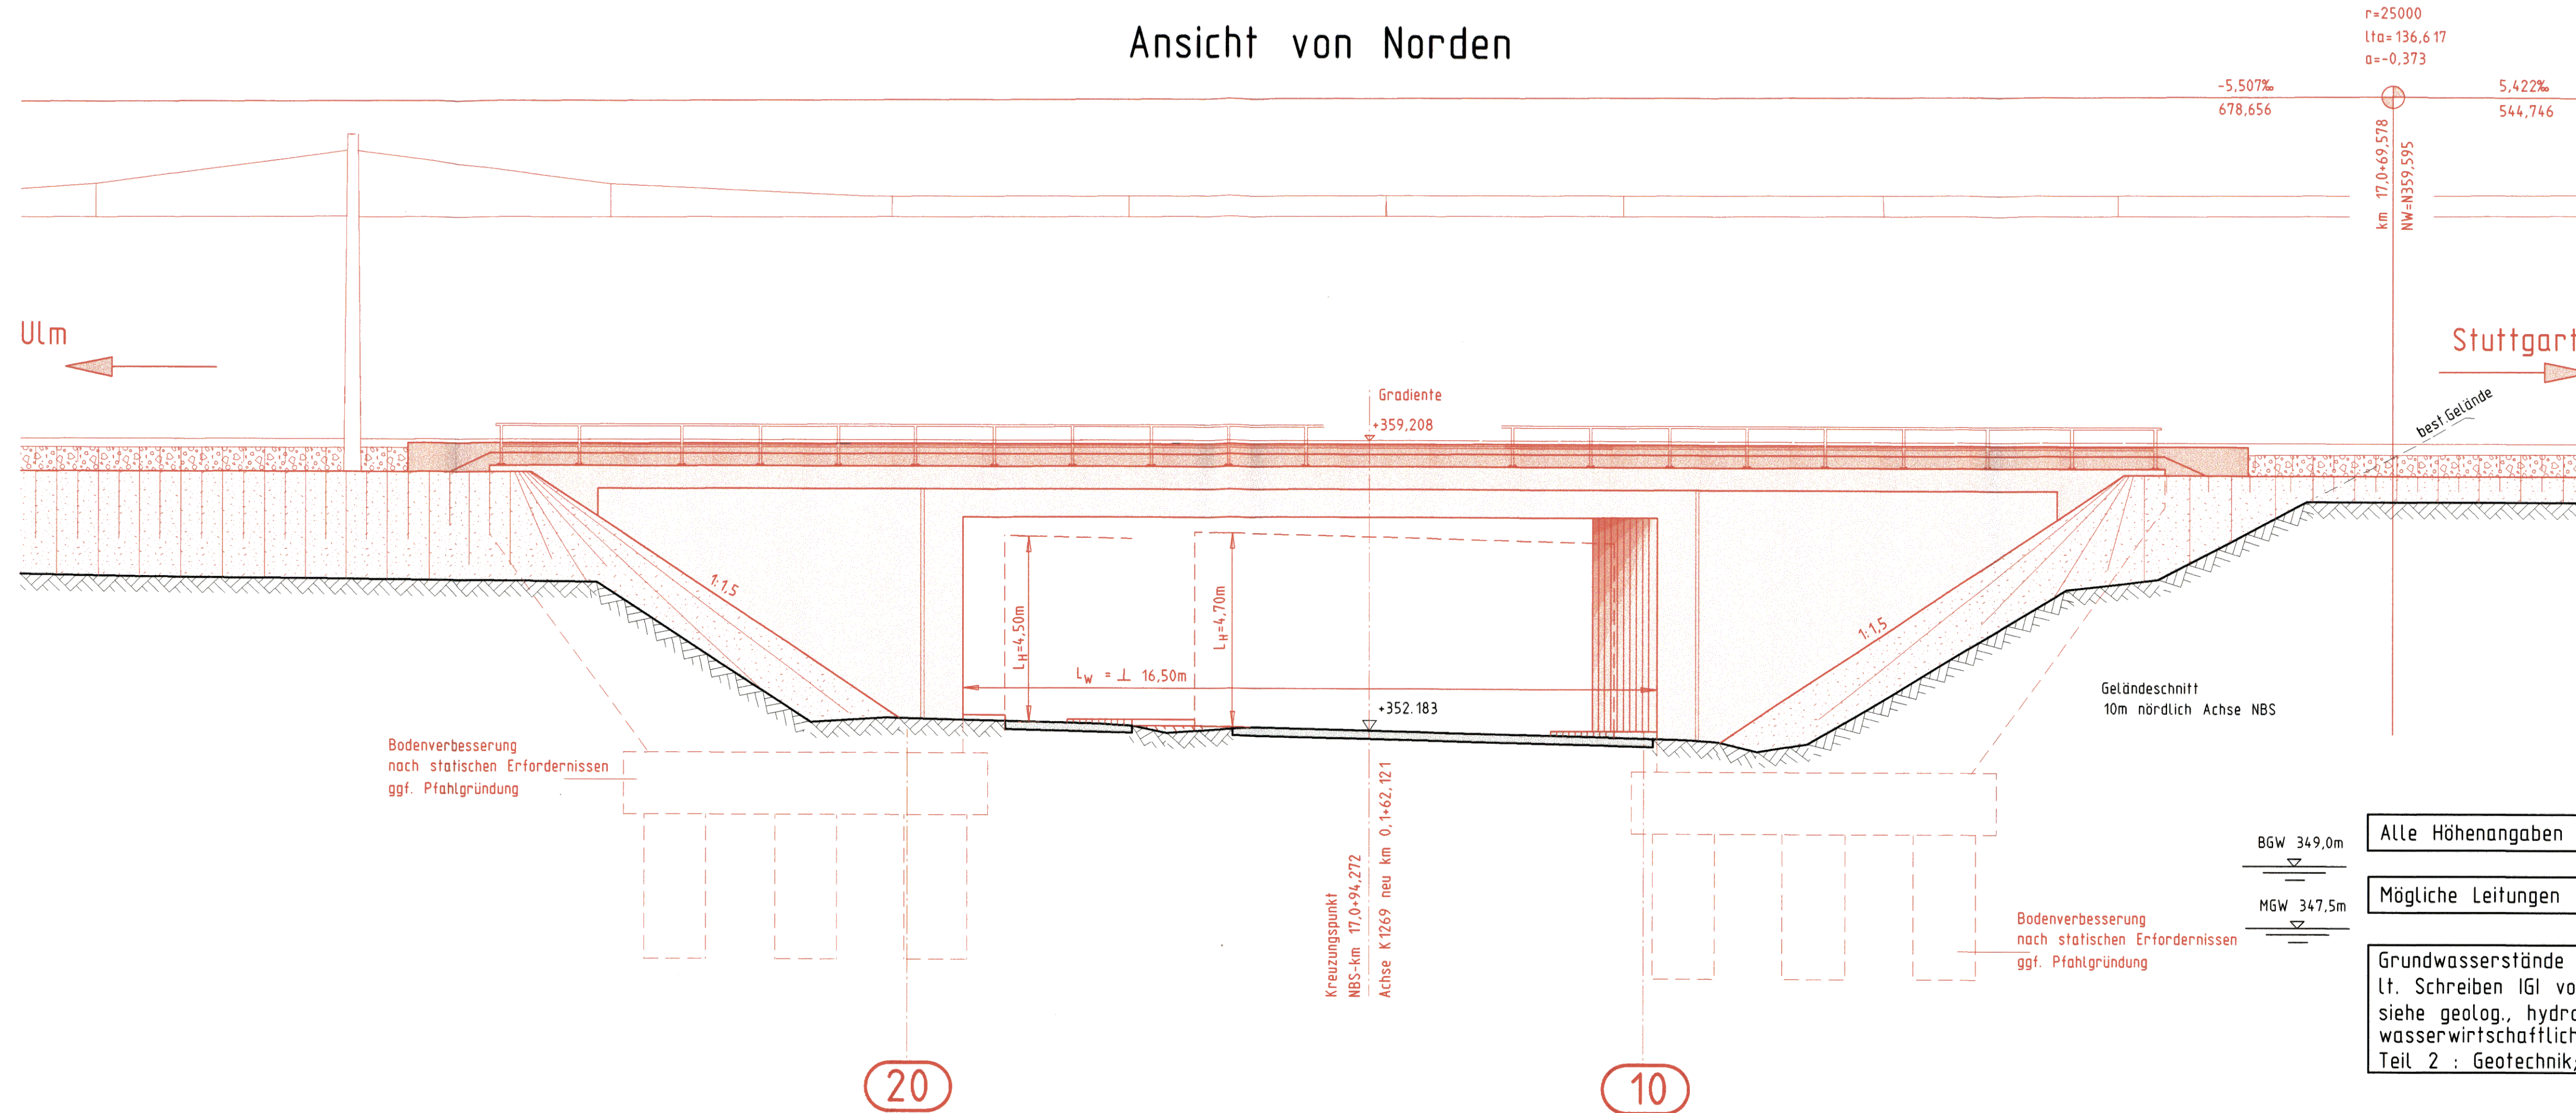 Ansicht von Norden
r=25000
lta=136,617
a=-0,373
-5,507‰
678,656
5,422‰
544,746
km 17,0+69,578
NW=N359,595
Ulm
Stuttgart
best.Gelände
Gradiente
+359,208
1:1,5
LH=4,50m
LH=4,70m
LW = ⊥ 16,50m
1:1,5
+352.183
Geländeschnitt
10m nördlich Achse NBS
Bodenverbesserung
nach statischen Erfordernissen
ggf. Pfahlgründung
Kreuzungspunkt
NBS-km 17,0+94,272
Achse K1269 neu km 0,1+62,121
BGW 349,0m
MGW 347,5m
Bodenverbesserung
nach statischen Erfordernissen
ggf. Pfahlgründung
Alle Höhenangaben
Mögliche Leitungen
Grundwasserstände
lt. Schreiben IGI vo
siehe geolog., hydro
wasserwirtschaftlich
Teil 2 : Geotechnik;
20
10